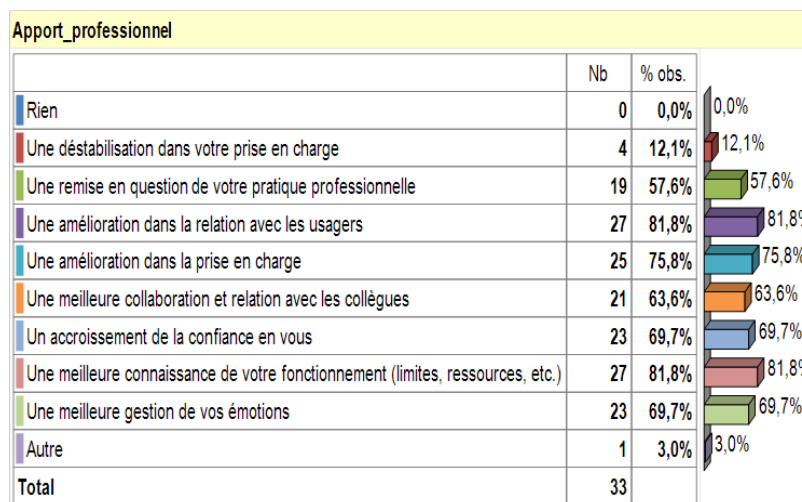 Apport_professionnel
Nb % obs.
Rien 0 0,0% 0,0%
Une déstabilisation dans votre prise en charge 4 12,1% 12,1%
Une remise en question de votre pratique professionnelle 19 57,6% 57,6%
Une amélioration dans la relation avec les usagers 27 81,8% 81,8%
Une amélioration dans la prise en charge 25 75,8% 75,8%
Une meilleure collaboration et relation avec les collègues 21 63,6% 63,6%
Un accroissement de la confiance en vous 23 69,7% 69,7%
Une meilleure connaissance de votre fonctionnement (limites, ressources, etc.) 27 81,8% 81,8%
Une meilleure gestion de vos émotions 23 69,7% 69,7%
Autre 1 3,0% 3,0%
Total 33